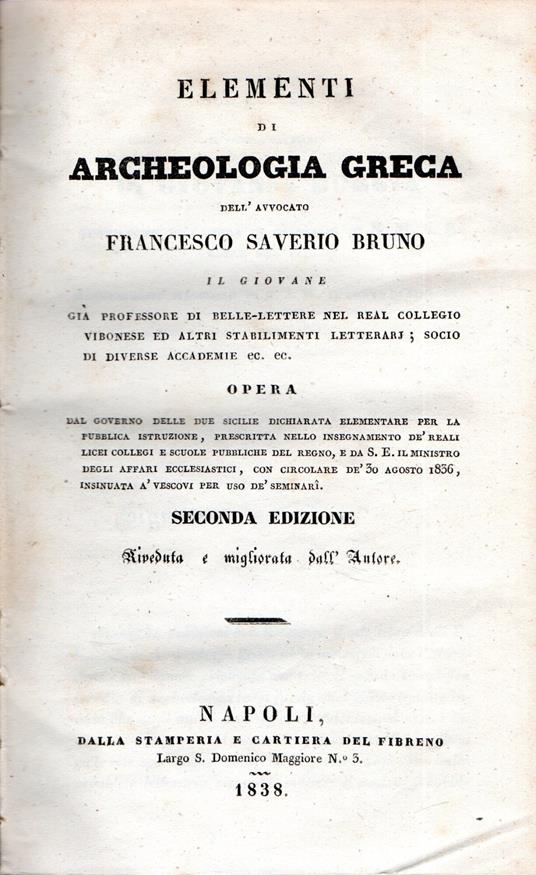 ELEMENTI
DI
ARCHEOLOGIA GRECA
DELL' AVVOCATO
FRANCESCO SAVERIO BRUNO
IL GIOVANE
GIÀ PROFESSORE DI BELLE-LETTERE NEL REAL COLLEGIO
VIBONESE ED ALTRI STABILIMENTI LETTERARJ ; SOCIO
DI DIVERSE ACCADEMIE EC. EC.
OPERA
DAL GOVERNO DELLE DUE SICILIE DICHIARATA ELEMENTARE PER LA
PUBBLICA ISTRUZIONE, PRESCRITTA NELLO INSEGNAMENTO DE' REALI
LICEI COLLEGI E SCUOLE PUBBLICHE DEL REGNO, E DA S. E. IL MINISTRO
DEGLI AFFARI ECCLESIASTICI, CON CIRCOLARE DE' 30 AGOSTO 1836,
INSINUATA A' VESCOVI PER USO DE' SEMINARÎ.
SECONDA EDIZIONE
Riveduta e migliorata dall' Autore.
NAPOLI,
DALLA STAMPERIA E CARTIERA DEL FIBRENO
Largo S. Domenico Maggiore N.º 3.
1838.